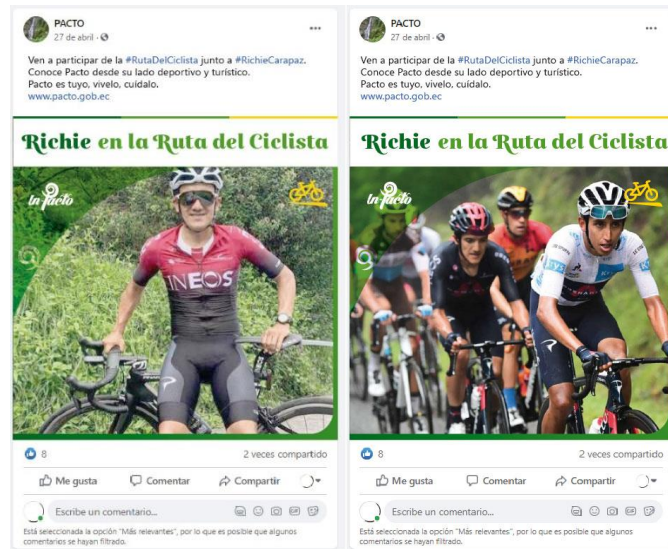 PACTO
27 de abril ·
Ven a participar de la #RutaDelCiclista junto a #RichieCarapaz.
Conoce Pacto desde su lado deportivo y turístico.
Pacto es tuyo, vivelo, cuídalo.
www.pacto.gob.ec
Richie en la Ruta del Ciclista
In Pacto
INEOS
8
2 veces compartido
Me gusta
Comentar
Compartir
Escribe un comentario...
GIF
Está seleccionada la opción "Más relevantes", por lo que es posible que algunos
comentarios se hayan filtrado.
PACTO
27 de abril ·
Ven a participar de la #RutaDelCiclista junto a #RichieCarapaz.
Conoce Pacto desde su lado deportivo y turístico.
Pacto es tuyo, vivelo, cuídalo.
www.pacto.gob.ec
Richie en la Ruta del Ciclista
In Pacto
8
2 veces compartido
Me gusta
Comentar
Compartir
Escribe un comentario...
GIF
Está seleccionada la opción "Más relevantes", por lo que es posible que algunos
comentarios se hayan filtrado.